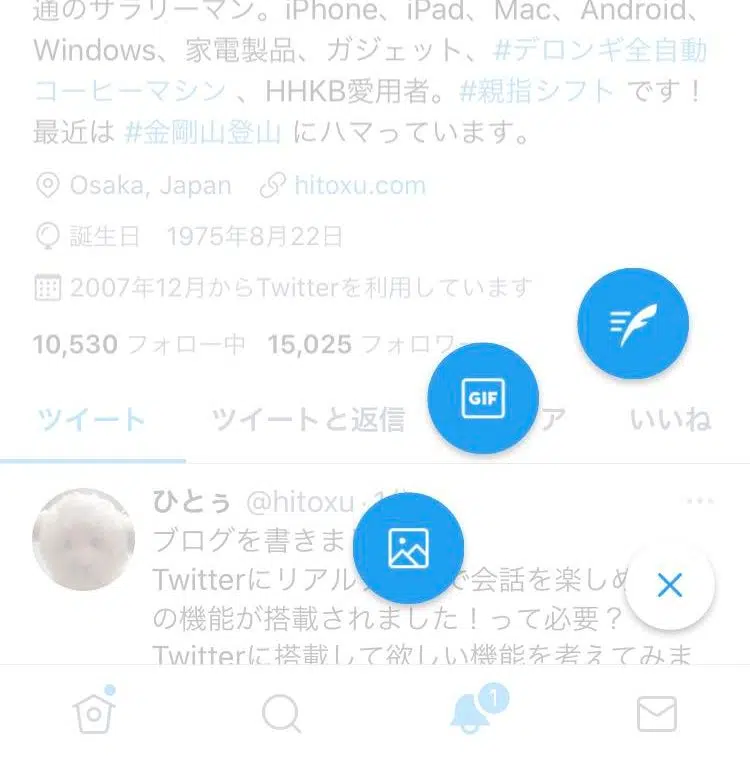 通のサラリーマン。iPhone、iPad、Mac、Android、
Windows、家電製品、ガジェット、#デロンギ全自動
コーヒーマシン 、HHKB愛用者。#親指シフト です！
最近は #金剛山登山 にハマっています。
Osaka, Japan hitoxu.com
誕生日 1975年8月22日
2007年12月からTwitterを利用しています
10,530 フォロー中 15,025 フォロワー
GIF
ツイート ツイートと返信 ア いいね
ひとぅ @hitoxu
ブログを書きま
Twitterにリアル で会話を楽しめ
の機能が搭載されました！って必要？
Twitterに搭載して欲しい機能を考えてみま
1